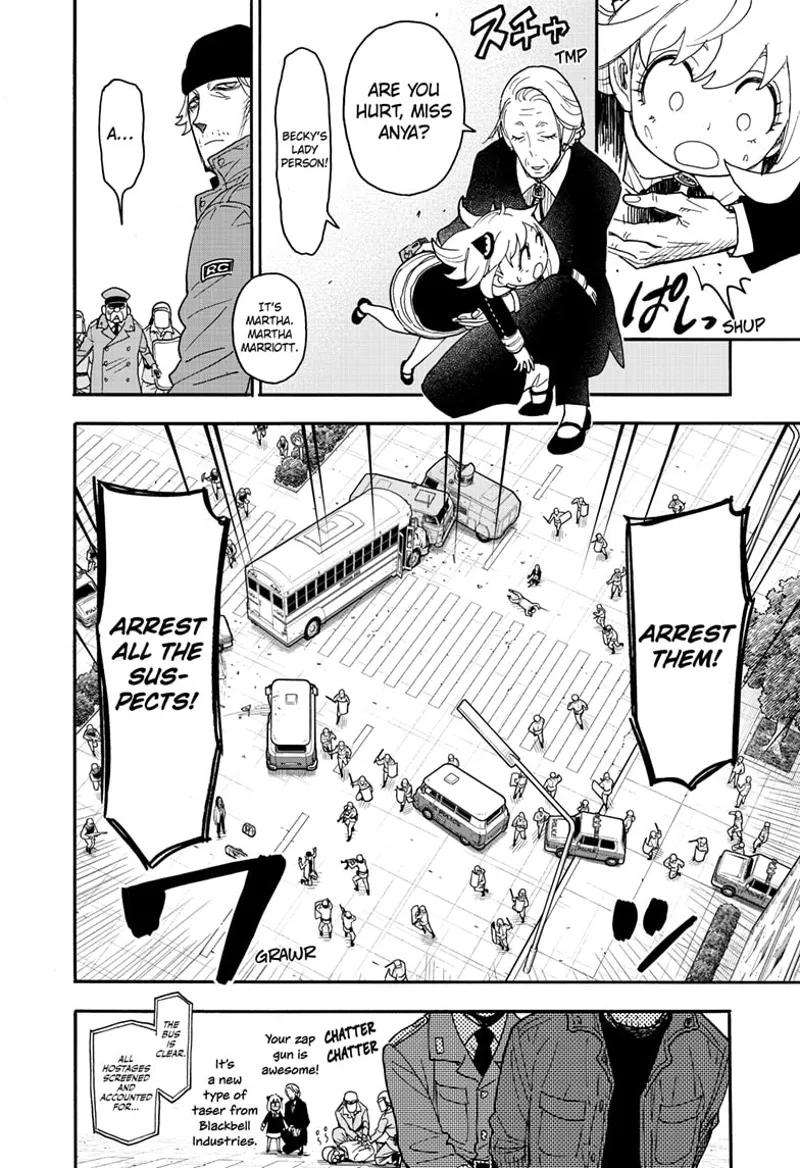 スチャ
TMP
ARE YOU
HURT, MISS
ANYA?
BECKY'S
LADY
PERSON!
ぱしっ
SHUP
IT'S
MARTHA.
MARTHA
MARRIOTT.
A...
RC
ARREST
THEM!
ARREST
ALL THE
SUS-
PECTS!
ワッ
GRAWR
CHATTER
CHATTER
Your zap
gun is
awesome!
It's
a new
type of
taser from
Blackbell
Industries.
THE
BUS IS
CLEAR.
ALL
HOSTAGES
SCREENED
AND
ACCOUNTED
FOR...